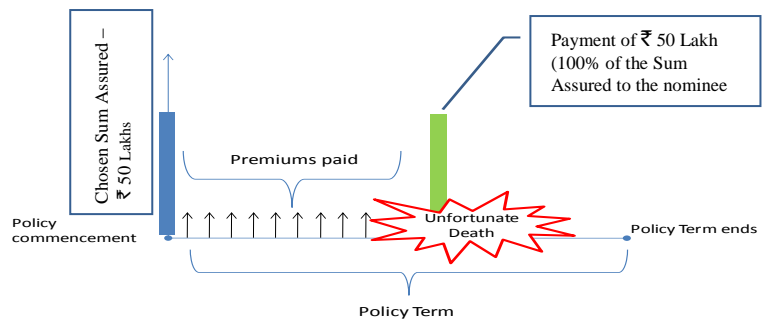 Chosen Sum Assured –
₹ 50 Lakhs
Payment of ₹ 50 Lakh
(100% of the Sum
Assured to the nominee
Premiums paid
Unfortunate
Death
Policy
commencement
Policy Term ends
Policy Term